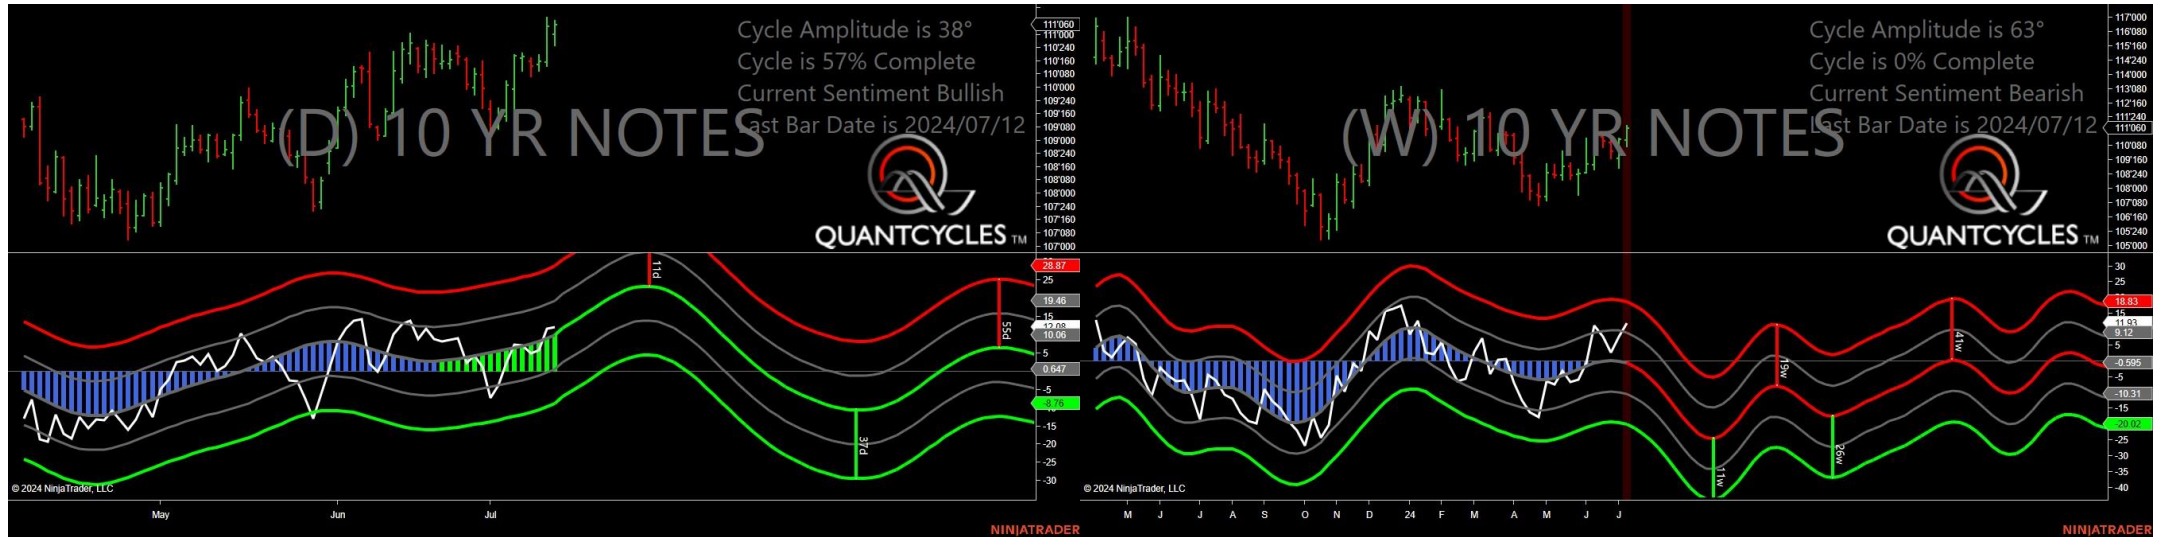 Cycle Amplitude is 38°
Cycle is 57% Complete
Current Sentiment Bullish
Last Bar Date is 2024/07/12
(D) 10 YR NOTES
QUANTCYCLES TM
111'060
111'000
110'240
110'160
110'080
110'000
109'240
109'160
109'080
109'000
108'240
108'160
108'080
108'000
107'240
107'160
107'080
107'000
28.87
25
19.46
15
12.08
10.06
5
0.647
-5
-8.76
-15
-20
-25
-30
11d
37d
55d
© 2024 NinjaTrader, LLC
May
Jun
Jul
NINJATRADER
Cycle Amplitude is 63°
Cycle is 0% Complete
Current Sentiment Bearish
Last Bar Date is 2024/07/12
(W) 10 YR NOTES
QUANTCYCLES TM
117'000
116'080
115'160
114'240
114'000
113'080
112'160
111'240
111'060
110'080
109'160
108'240
108'000
107'080
106'160
105'240
105'000
30
25
18.83
15
11.93
9.12
5
-0.595
-5
-10.31
-15
-20.02
-25
-30
-35
-40
11w
19w
26w
41w
© 2024 NinjaTrader, LLC
M
J
J
A
S
O
N
D
24
F
M
A
M
J
J
NINJATRADER